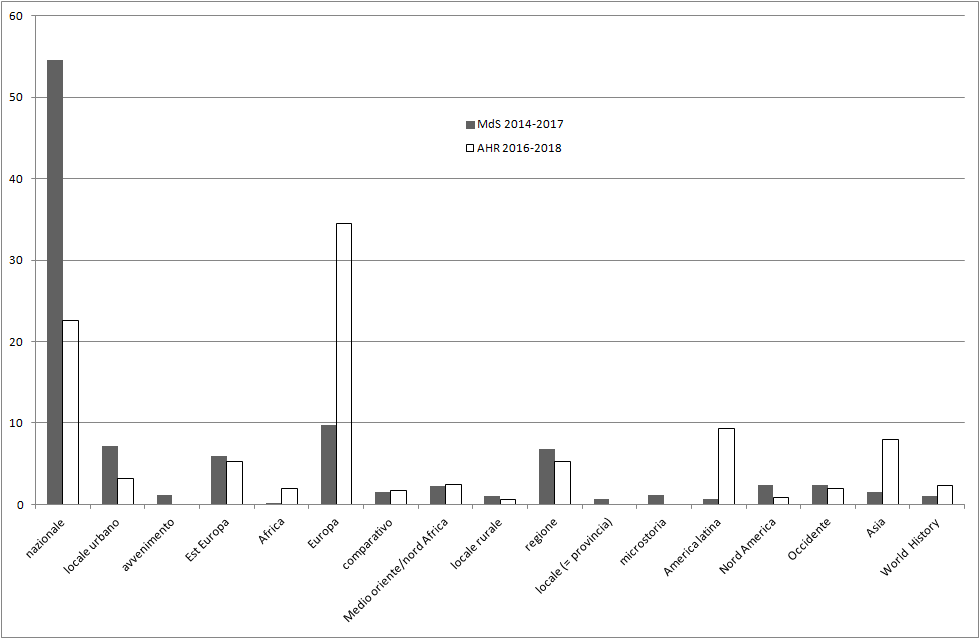 60
50
40
30
20
10
0
MdS 2014-2017
AHR 2016-2018
nazionale
locale urbano
avvenimento
Est Europa
Africa
Europa
comparativo
Medio oriente/nord Africa
locale rurale
regione
locale (= provincia)
microstoria
America latina
Nord America
Occidente
Asia
World History